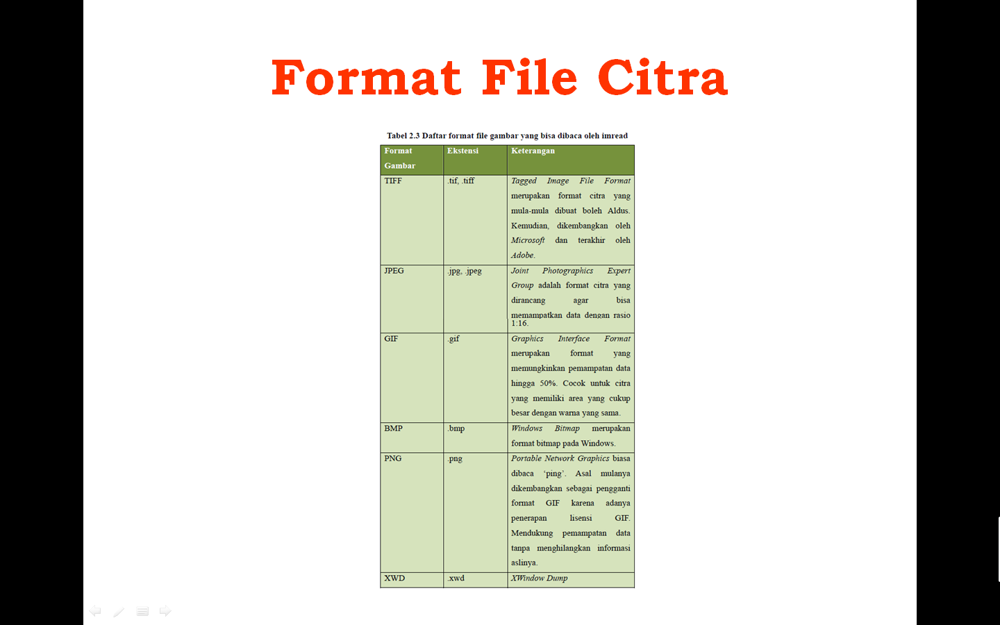 Format File Citra
Tabel 2.3 Daftar format file gambar yang bisa dibaca oleh imread
Format
Gambar
Ekstensi
Keterangan
TIFF
.tif, .tiff
Tagged Image File Format
merupakan format citra yang
mula-mula dibuat boleh Aldus.
Kemudian, dikembangkan oleh
Microsoft dan terakhir oleh
Adobe.
JPEG
.jpg, .jpeg
Joint Photographics Expert
Group adalah format citra yang
dirancang agar bisa
memampatkan data dengan rasio
1:16.
GIF
.gif
Graphics Interface Format
merupakan format yang
memungkinkan pemampatan data
hingga 50%. Cocok untuk citra
yang memiliki area yang cukup
besar dengan warna yang sama.
BMP
.bmp
Windows Bitmap merupakan
format bitmap pada Windows.
PNG
.png
Portable Network Graphics biasa
dibaca ‘ping’. Asal mulanya
dikembangkan sebagai pengganti
format GIF karena adanya
penerapan lisensi GIF.
Mendukung pemampatan data
tanpa menghilangkan informasi
aslinya.
XWD
.xwd
XWindow Dump